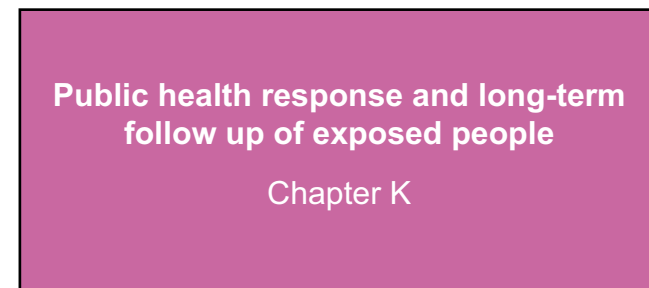 Public health response and long-term
follow up of exposed people
Chapter K